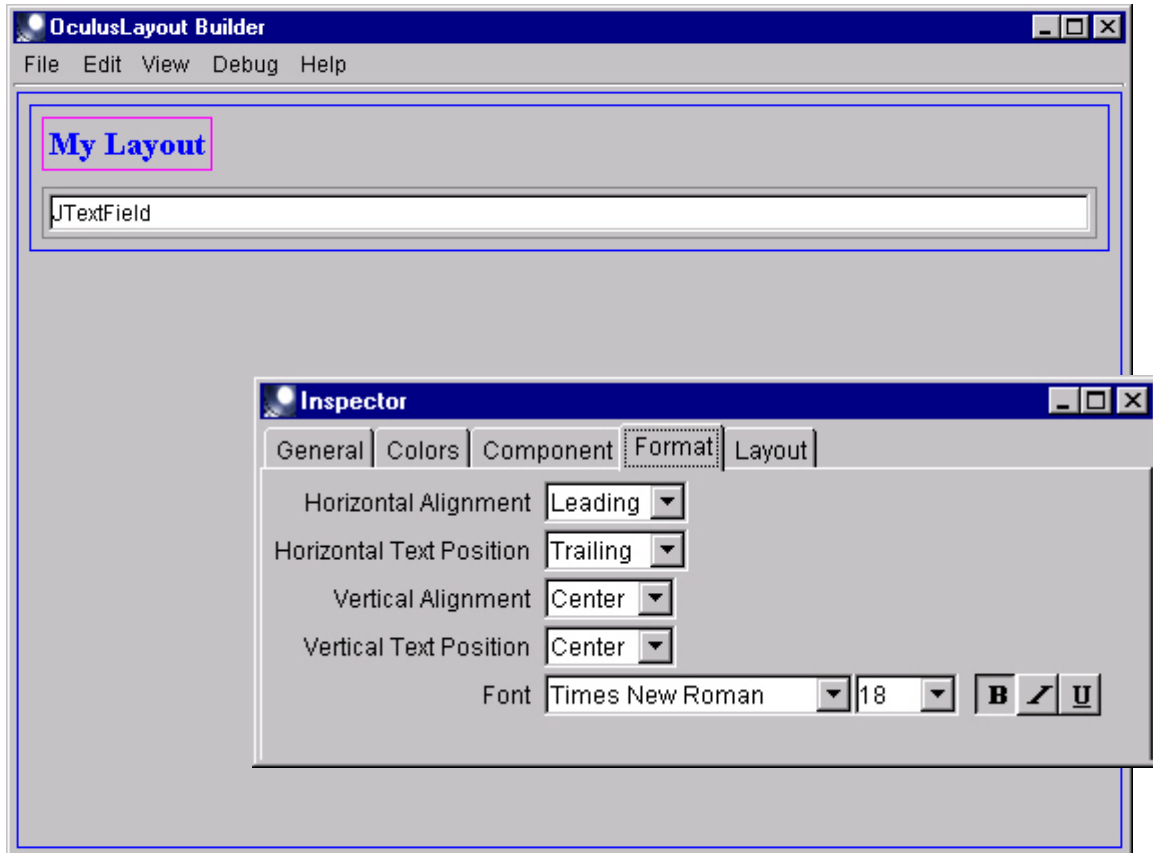 OculusLayout Builder
File Edit View Debug Help
My Layout
JTextField
Inspector
General Colors Component Format Layout
Horizontal Alignment Leading
Horizontal Text Position Trailing
Vertical Alignment Center
Vertical Text Position Center
Font Times New Roman 18 B I U